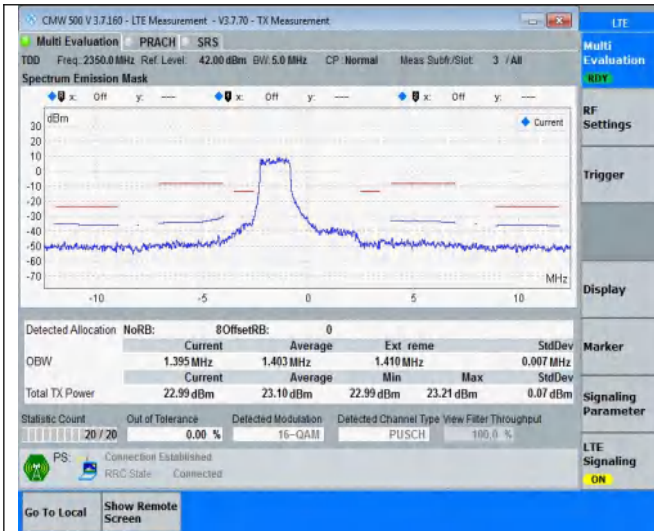 CMW 500 V 3.7.160 - LTE Measurement - V3.7.70 - TX Measurement
LTE
Multi Evaluation PRACH SRS
Multi Evaluation
RDY
TDD Freq: 2350.0 MHz Ref. Level: 42.00 dBm BW: 5.0 MHz CP: Normal Meas Subfr./Slot: 3 / All
Spectrum Emission Mask
x: Off y: --- x: Off y: --- x: Off y: ---
dBm
Current
30
20
10
0
-10
-20
-30
-40
-50
-60
-70
MHz
-10 -5 0 5 10
RF Settings
Trigger
Display
Marker
Signaling Parameter
LTE Signaling
ON
Detected Allocation NoRB: 8 OffsetRB: 0
Current Average Ext reme StdDev
OBW 1.395 MHz 1.403 MHz 1.410 MHz 0.007 MHz
Current Average Min Max StdDev
Total TX Power 22.99 dBm 23.10 dBm 22.99 dBm 23.21 dBm 0.07 dBm
Statistic Count Out of Tolerance Detected Modulation Detected Channel Type View Filter Throughput
20 / 20 0.00 % 16-QAM PUSCH 100.0 %
PS: Connection Established
RRC State Connected
Go To Local
Show Remote Screen